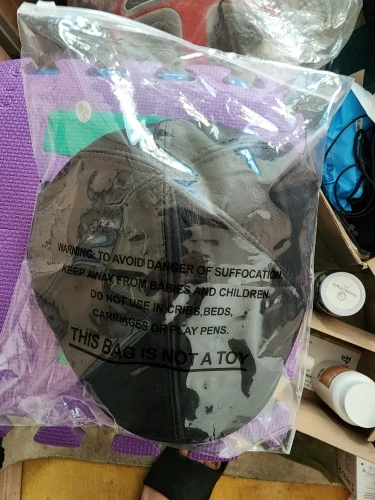 WARNING: TO AVOID DANGER OF SUFFOCATION,
KEEP AWAY FROM BABIES AND CHILDREN.
DO NOT USE IN CRIBS,BEDS,
CARRIAGES OR PLAY PENS.
THIS BAG IS NOT A TOY